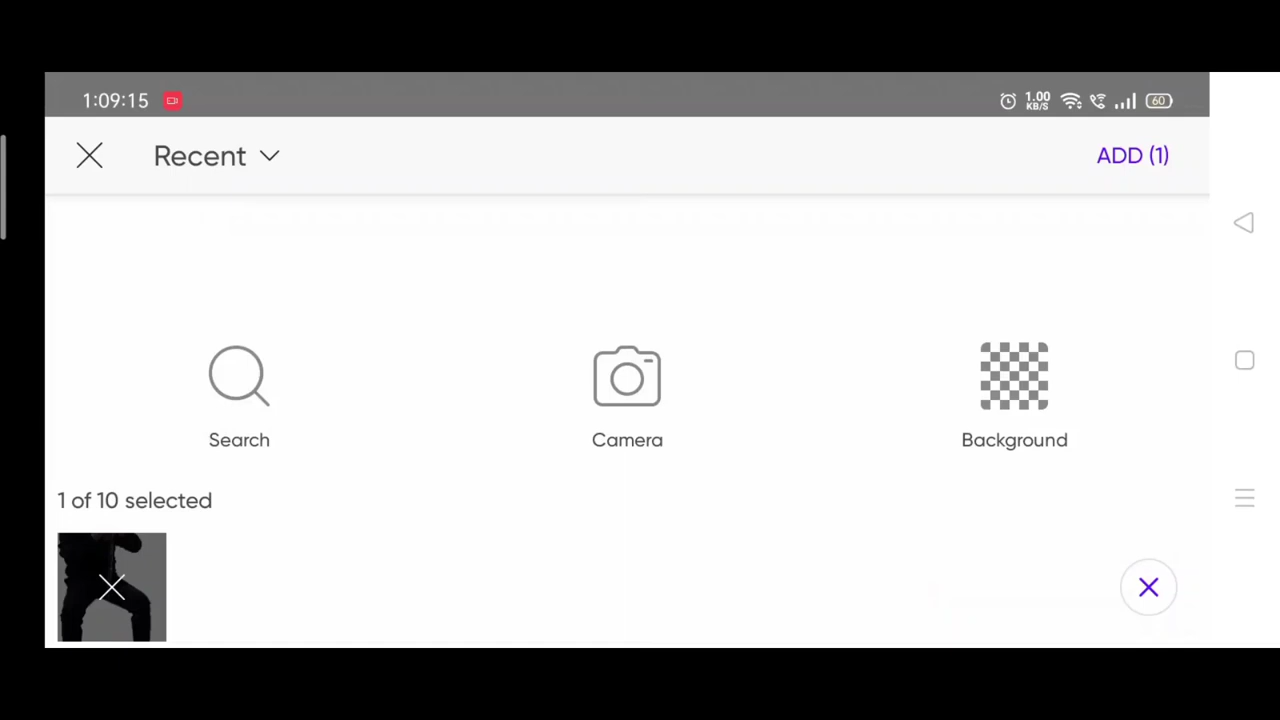 1:09:15
1.00
KB/S
60
Recent
ADD (1)
Search
Camera
Background
1 of 10 selected